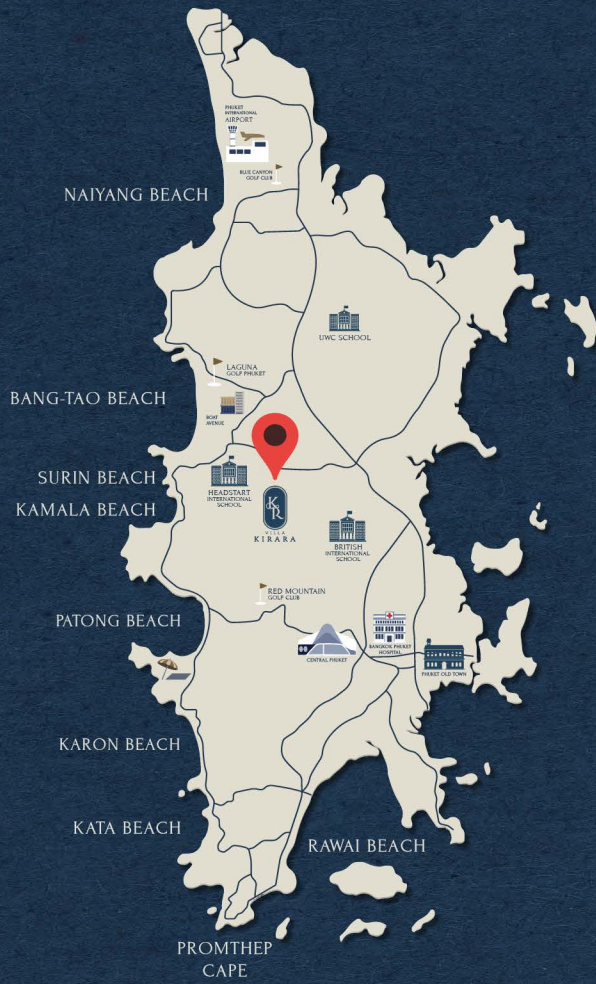 PHUKET
INTERNATIONAL
AIRPORT
BLUE CANYON
GOLF CLUB
NAIYANG BEACH
UWC SCHOOL
LAGUNA
GOLF PHUKET
BANG-TAO BEACH
BOAT
AVENUE
SURIN BEACH
HEADSTART
INTERNATIONAL
SCHOOL
KAMALA BEACH
KR
VILLA
KIRARA
BRITISH
INTERNATIONAL
SCHOOL
RED MOUNTAIN
GOLF CLUB
PATONG BEACH
BANGKOK PHUKET
HOSPITAL
CENTRAL PHUKET
PHUKET OLD TOWN
KARON BEACH
KATA BEACH
RAWAI BEACH
PROMTHEP
CAPE